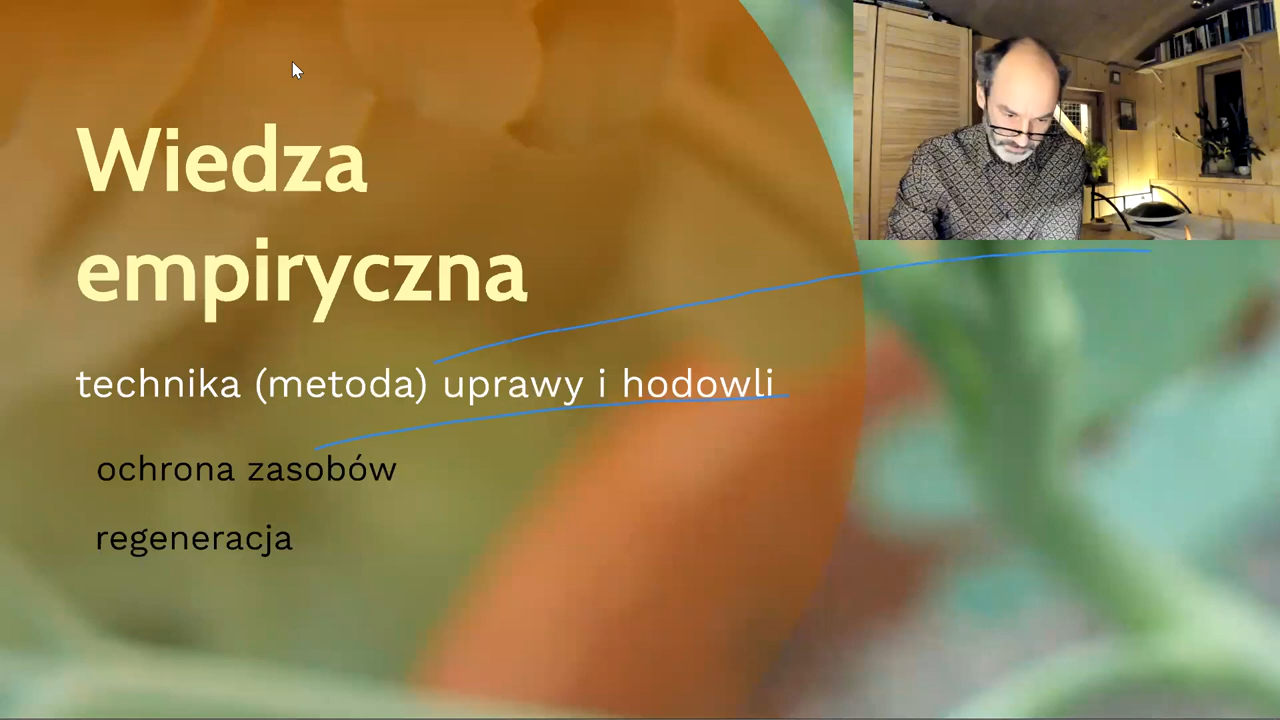 Wiedza
empiryczna
technika (metoda) uprawy i hodowli
ochrona zasobów
regeneracja